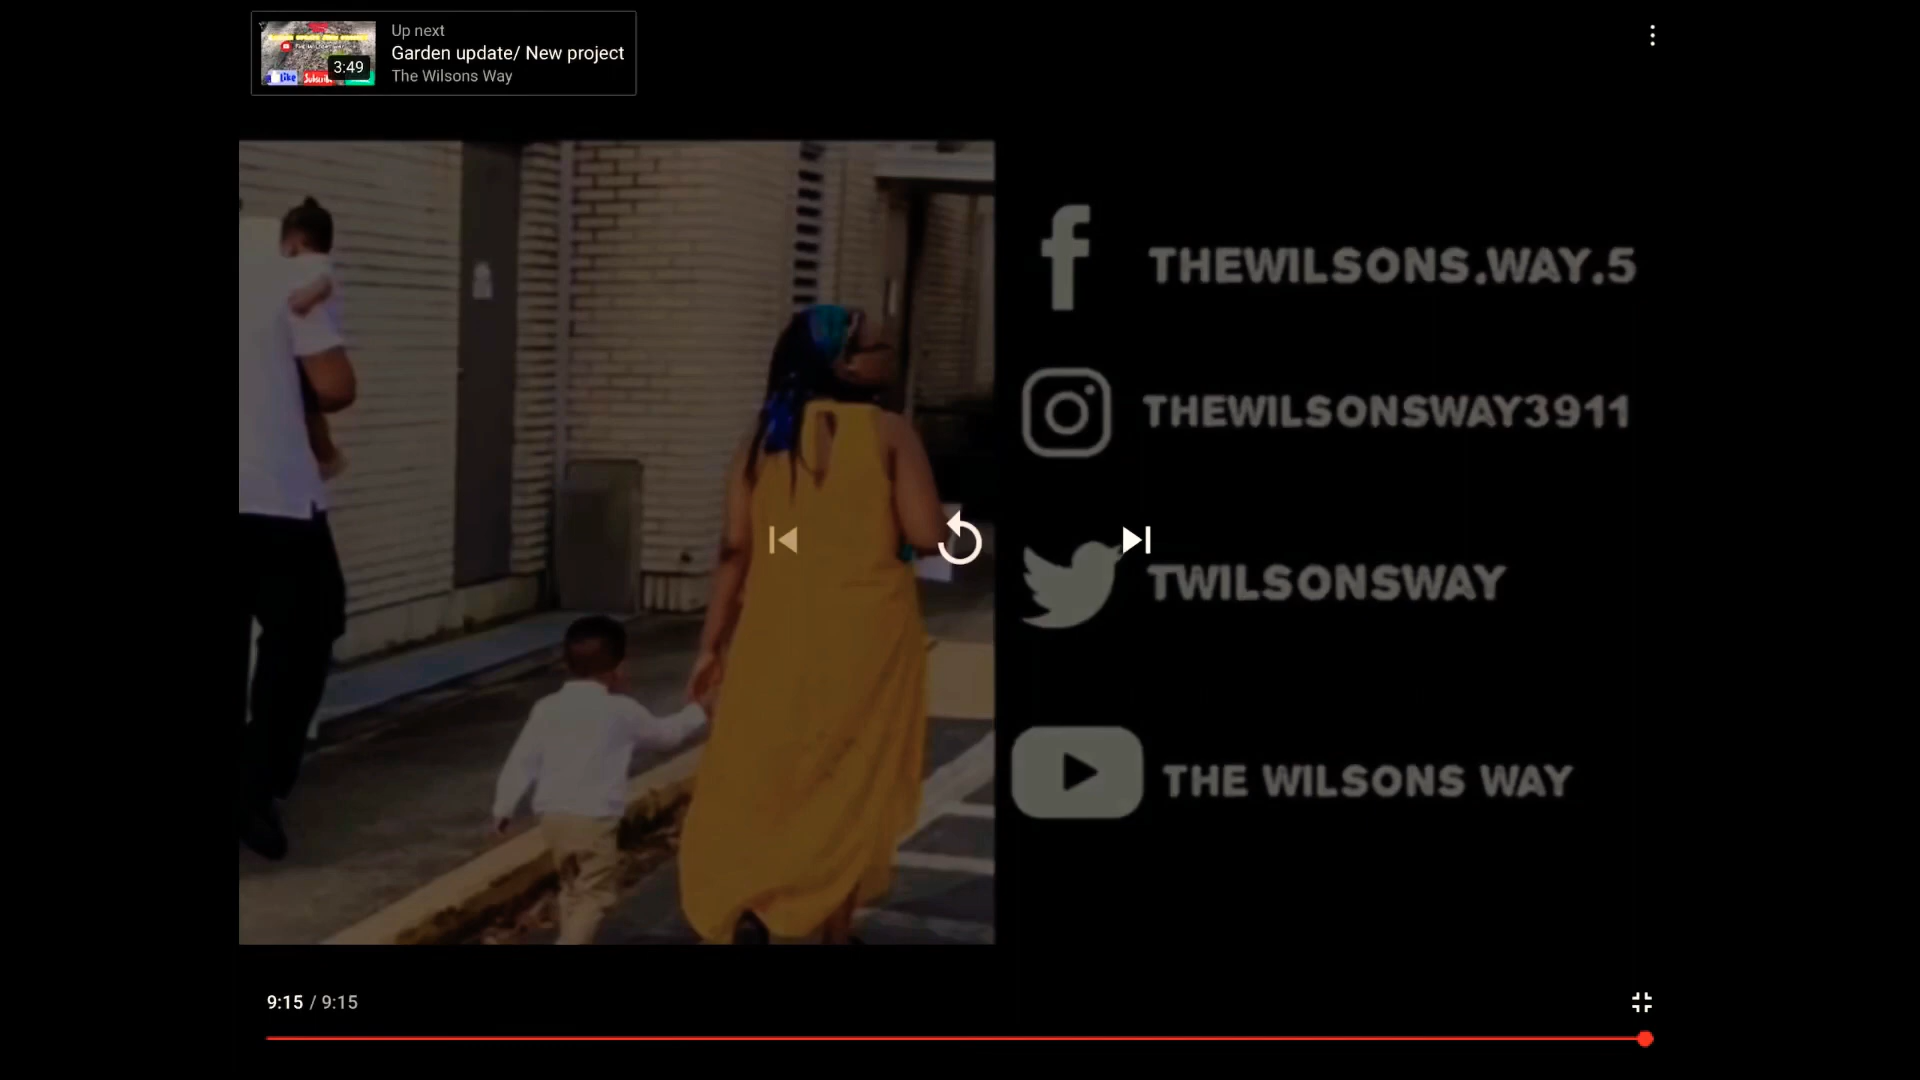 Up next
Garden update/ New project
The Wilsons Way
3:49
like
THEWILSONS.WAY.5
THEWILSONSWAY3911
TWILSONSWAY
THE WILSONS WAY
9:15 / 9:15